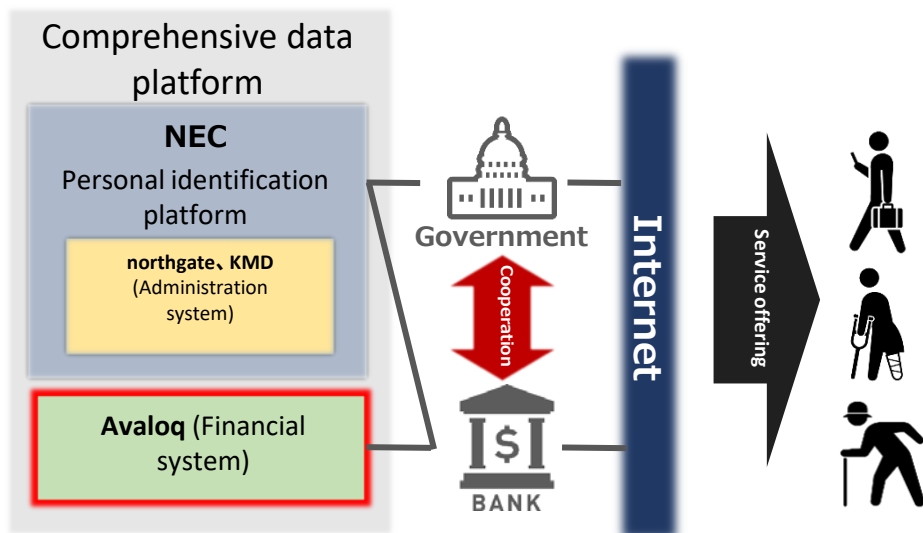 Comprehensive data
platform
NEC
Personal identification
platform
northgate、KMD
(Administration
system)
Avaloq (Financial
system)
Government
Cooperation
$
BANK
Internet
Service offering